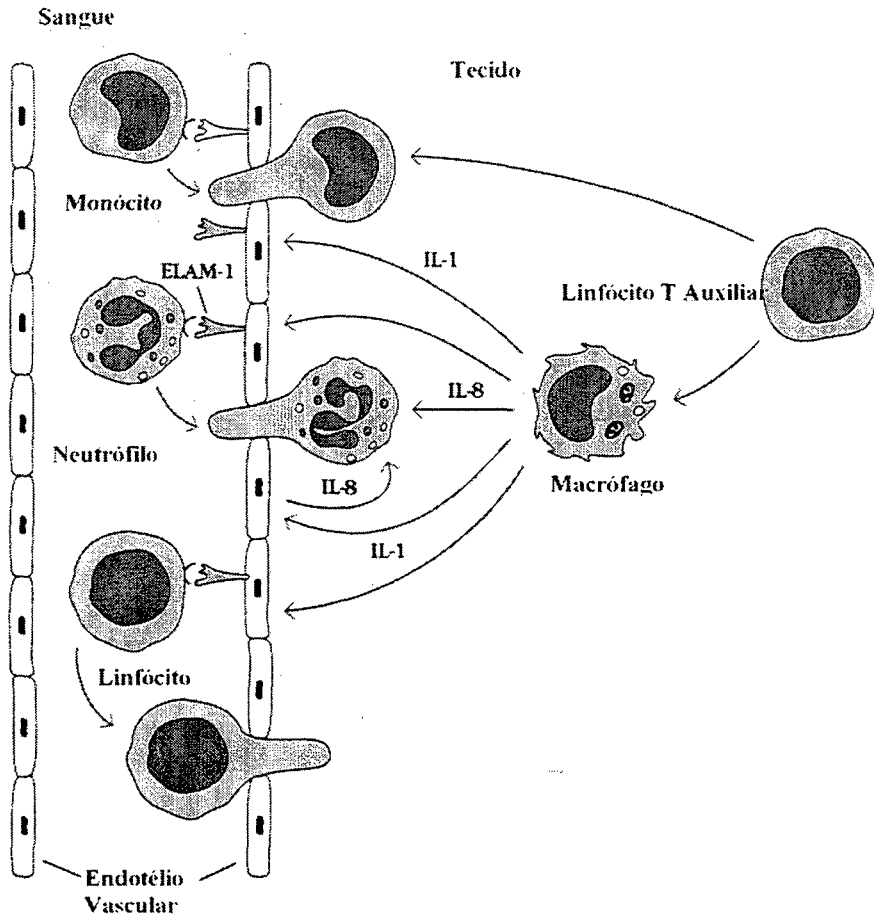 Sangue
Tecido
Monócito
IL-1
ELAM-1
Linfócito T Auxiliar
IL-8
Neutrófilo
IL-8
Macrófago
IL-1
Linfócito
Endotélio
Vascular